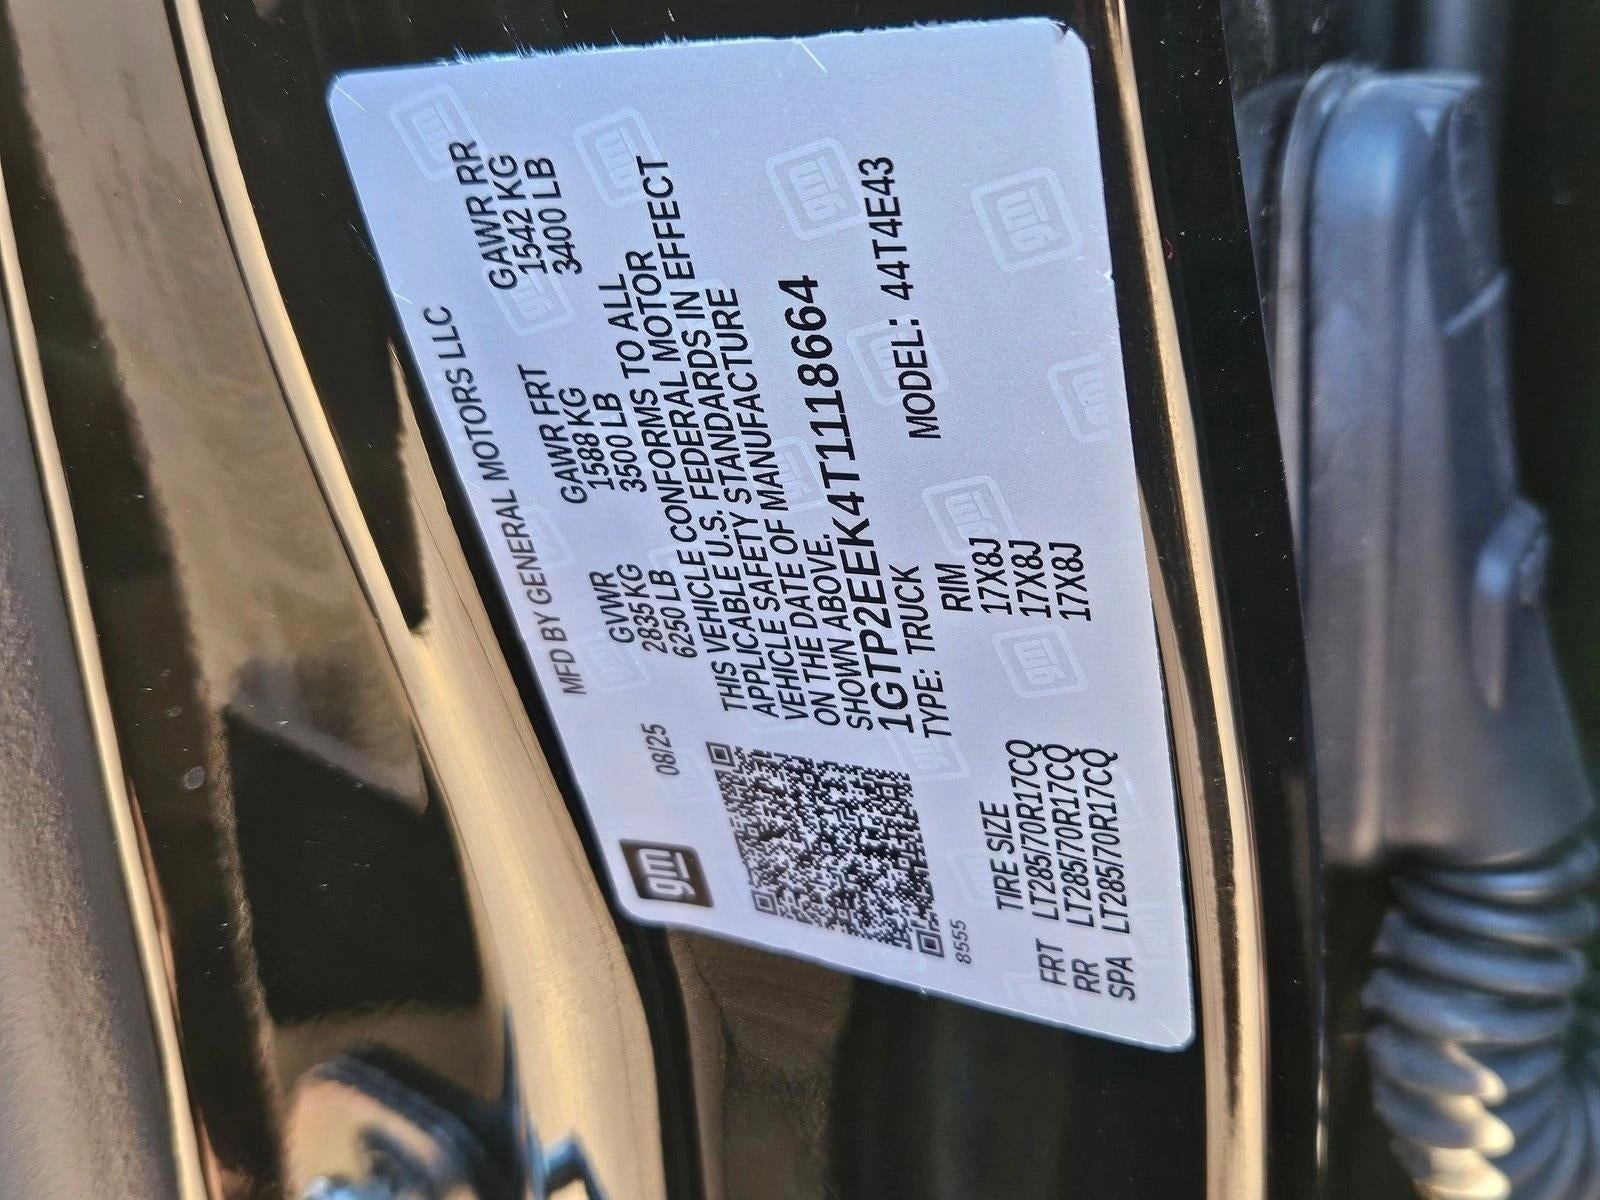 MFD BY GENERAL MOTORS LLC
gm
08/25
GVWR GAWR FRT GAWR RR
2835 KG 1588 KG 1542 KG
6250 LB 3500 LB 3400 LB
THIS VEHICLE CONFORMS TO ALL
APPLICABLE U.S. FEDERAL MOTOR
VEHICLE SAFETY STANDARDS IN EFFECT
ON THE DATE OF MANUFACTURE
SHOWN ABOVE.
1GTP2EEK4T1118664
TYPE: TRUCK MODEL: 44T4E43
8555
TIRE SIZE RIM
FRT LT285/70R17CQ 17X8J
RR LT285/70R17CQ 17X8J
SPA LT285/70R17CQ 17X8J